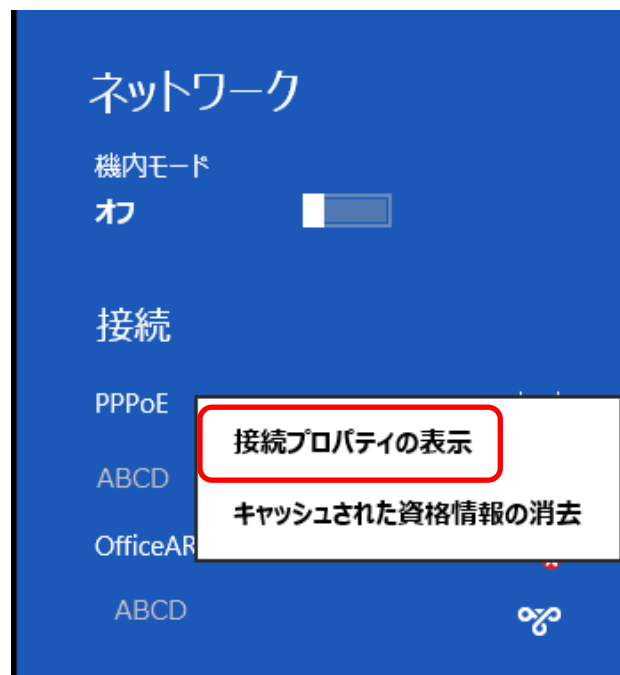 ネットワーク
機内モード
オフ
接続
PPPoE
接続プロパティの表示
ABCD
キャッシュされた資格情報の消去
OfficeAR
ABCD